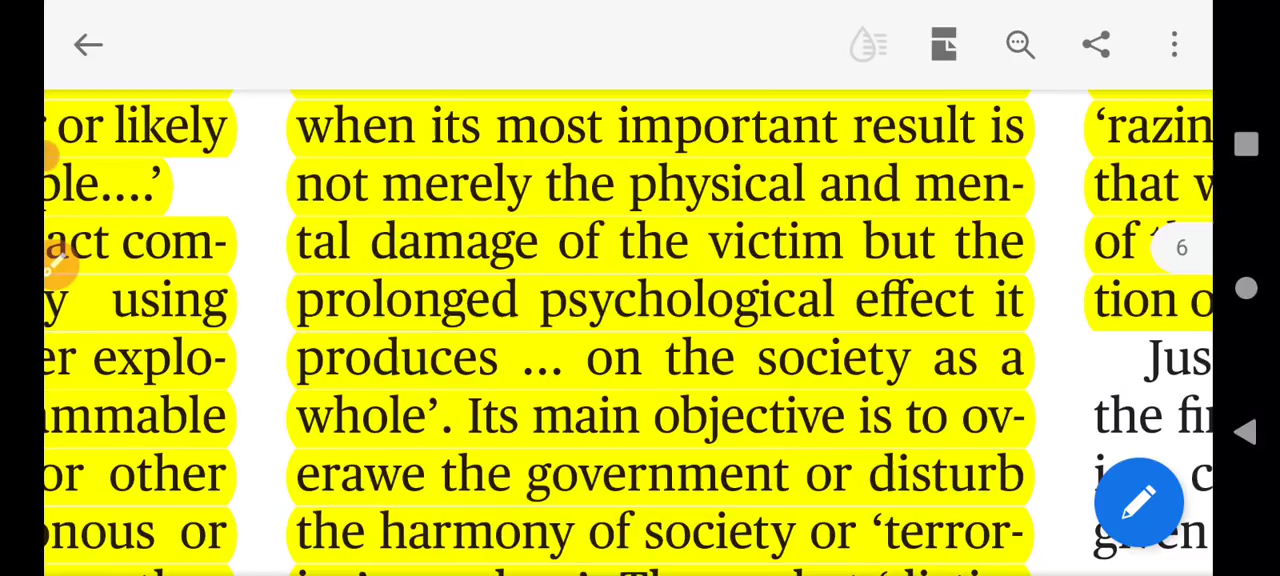 or likely
ple....’
act com-
y using
er explo-
ammable
or other
onous or
when its most important result is
not merely the physical and men-
tal damage of the victim but the
prolonged psychological effect it
produces ... on the society as a
whole’. Its main objective is to ov-
erawe the government or disturb
the harmony of society or ‘terror-
‘razin
that w
of
tion o
Jus
the fir
6